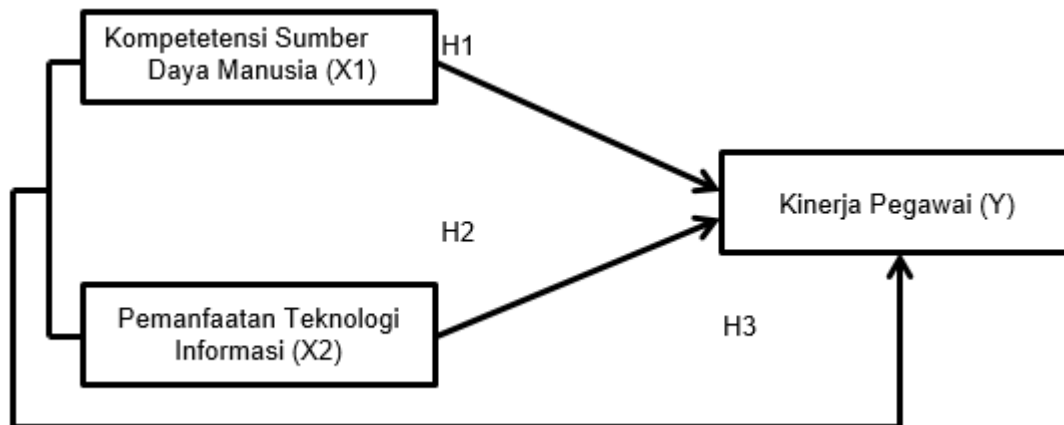 Kompetetensi Sumber
Daya Manusia (X1)
H1
Kinerja Pegawai (Y)
H2
Pemanfaatan Teknologi
Informasi (X2)
H3